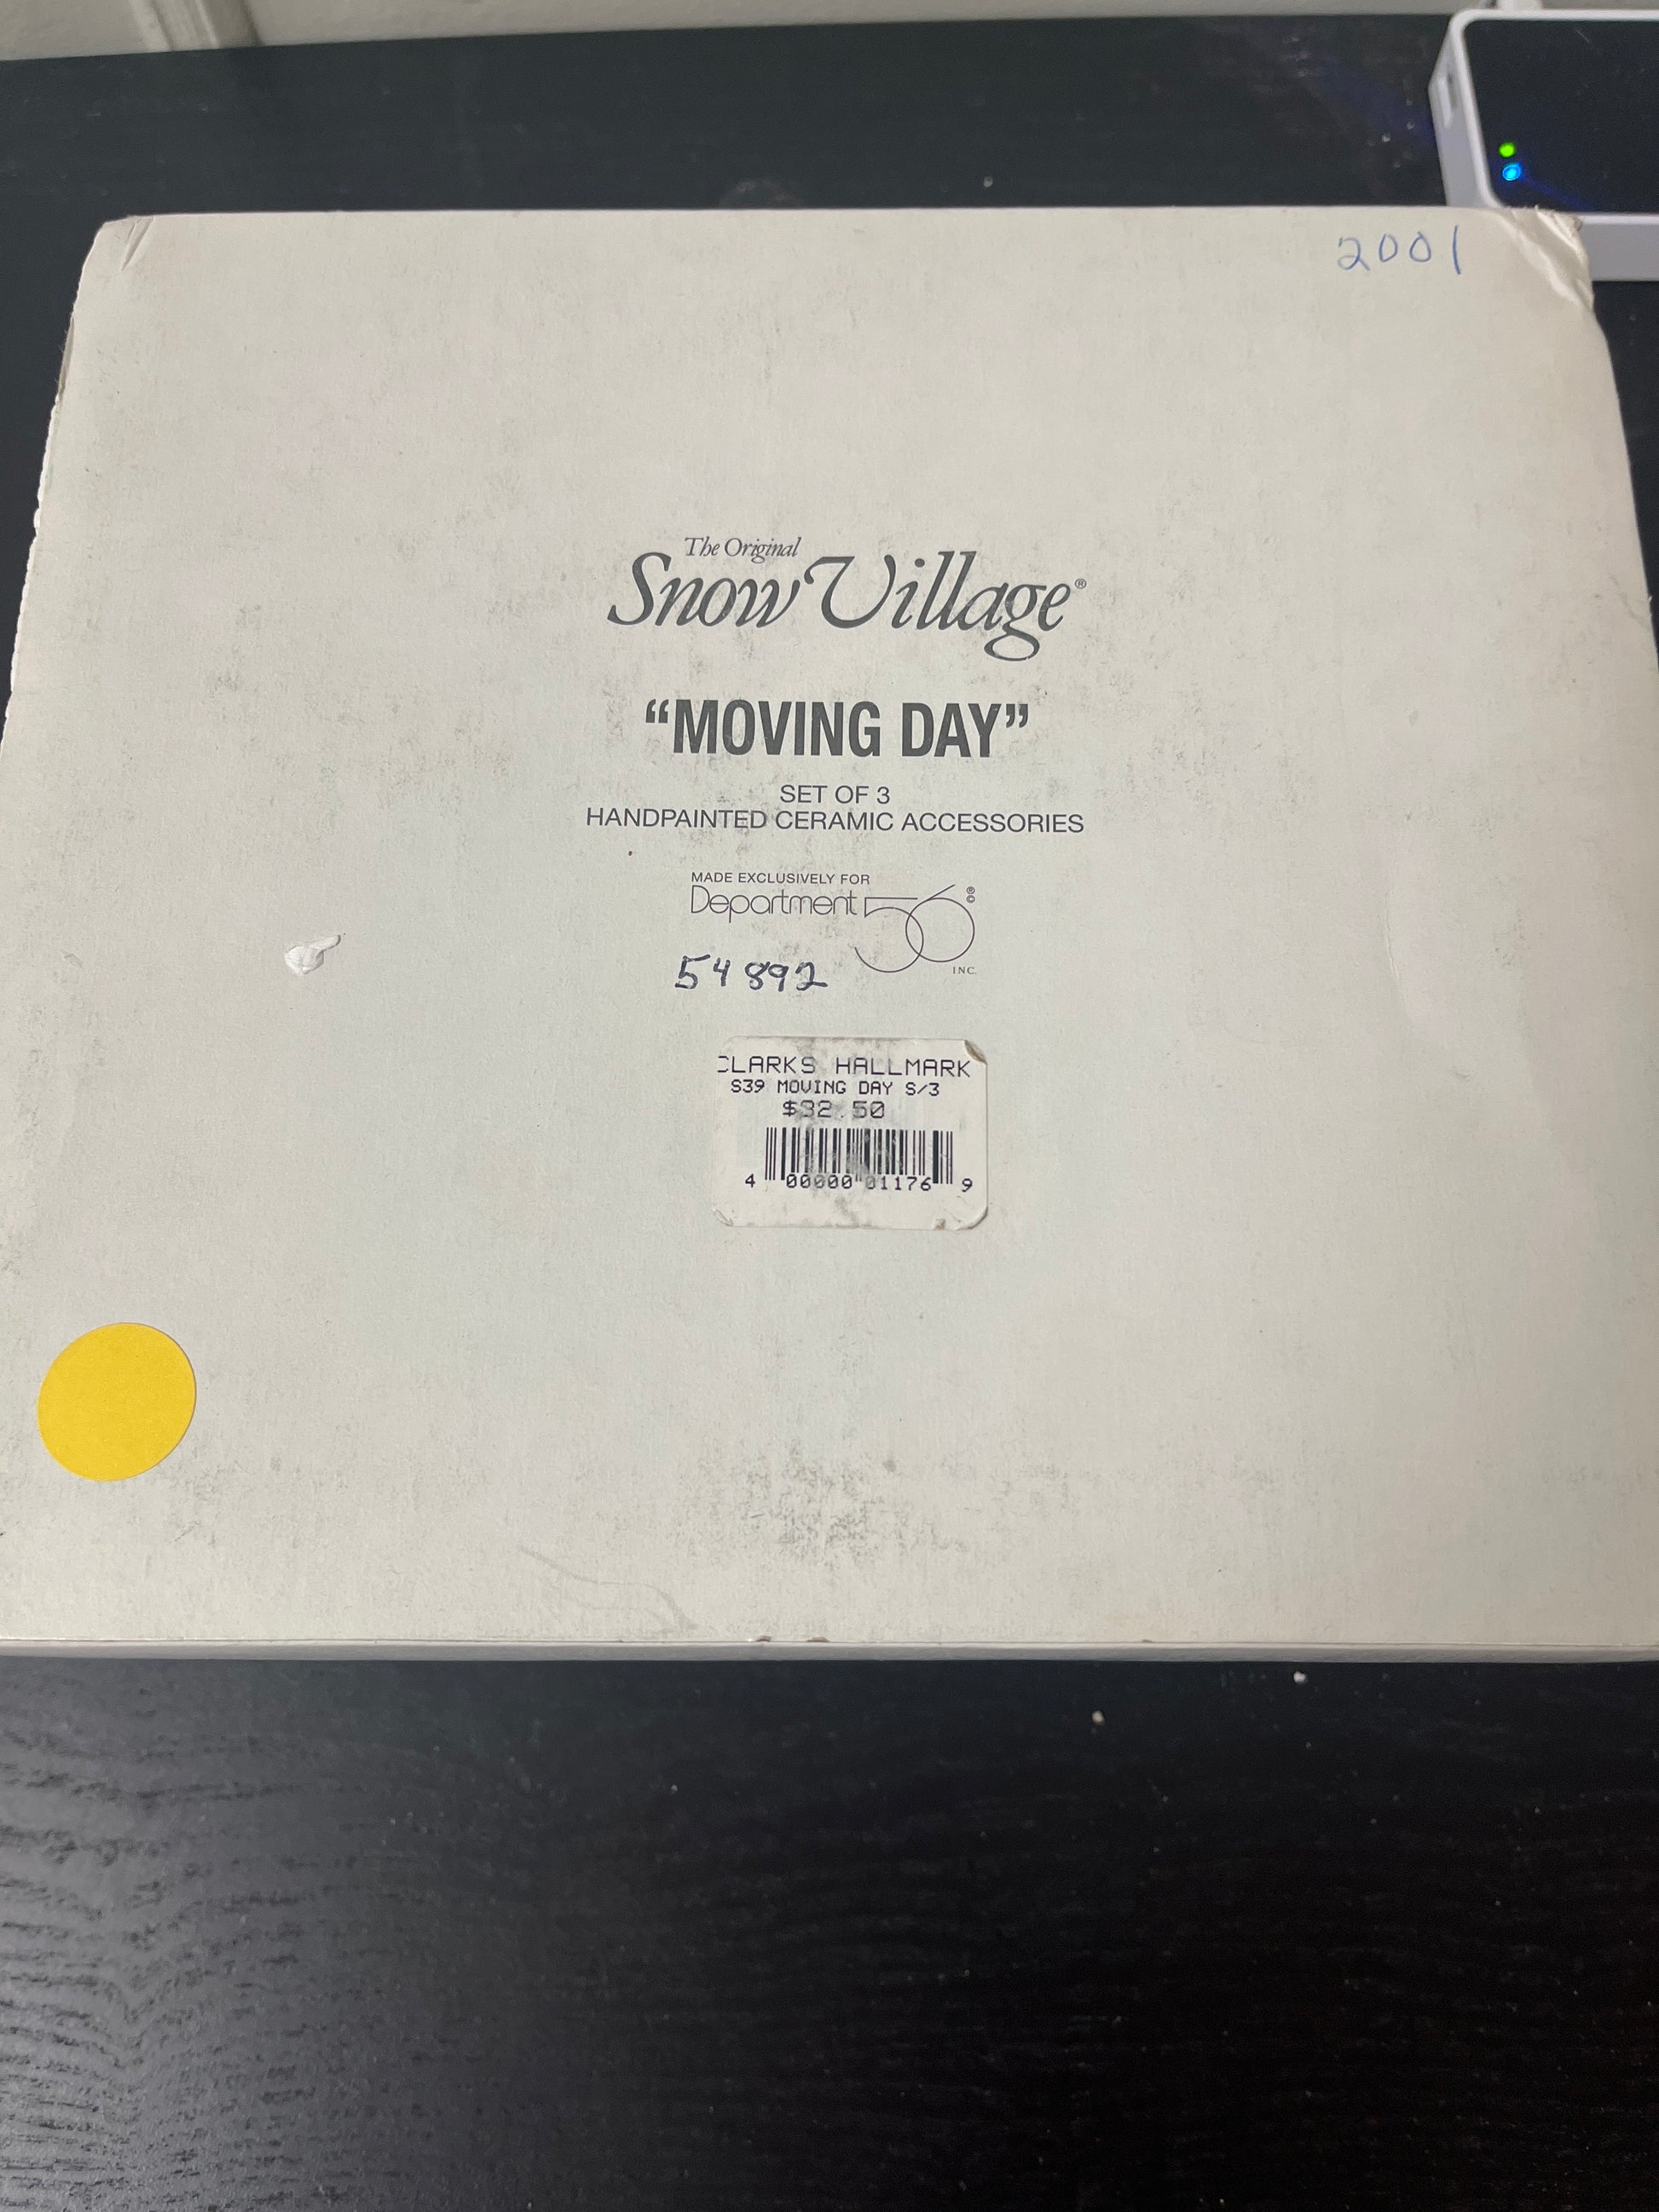 2001
The Original
Snow Village®
“MOVING DAY”
SET OF 3
HANDPAINTED CERAMIC ACCESSORIES
MADE EXCLUSIVELY FOR
Department 56 ®©
INC.
54892
CLARKS HALLMARK
S39 MOVING DAY S/3
$32.50
4 00000 01176 9